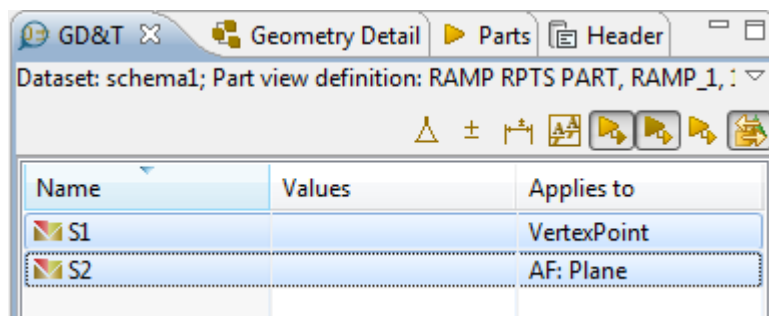 GD&T Geometry Detail Parts Header
Dataset: schema1; Part view definition: RAMP RPTS PART, RAMP_1,
Name Values Applies to
S1 VertexPoint
S2 AF: Plane